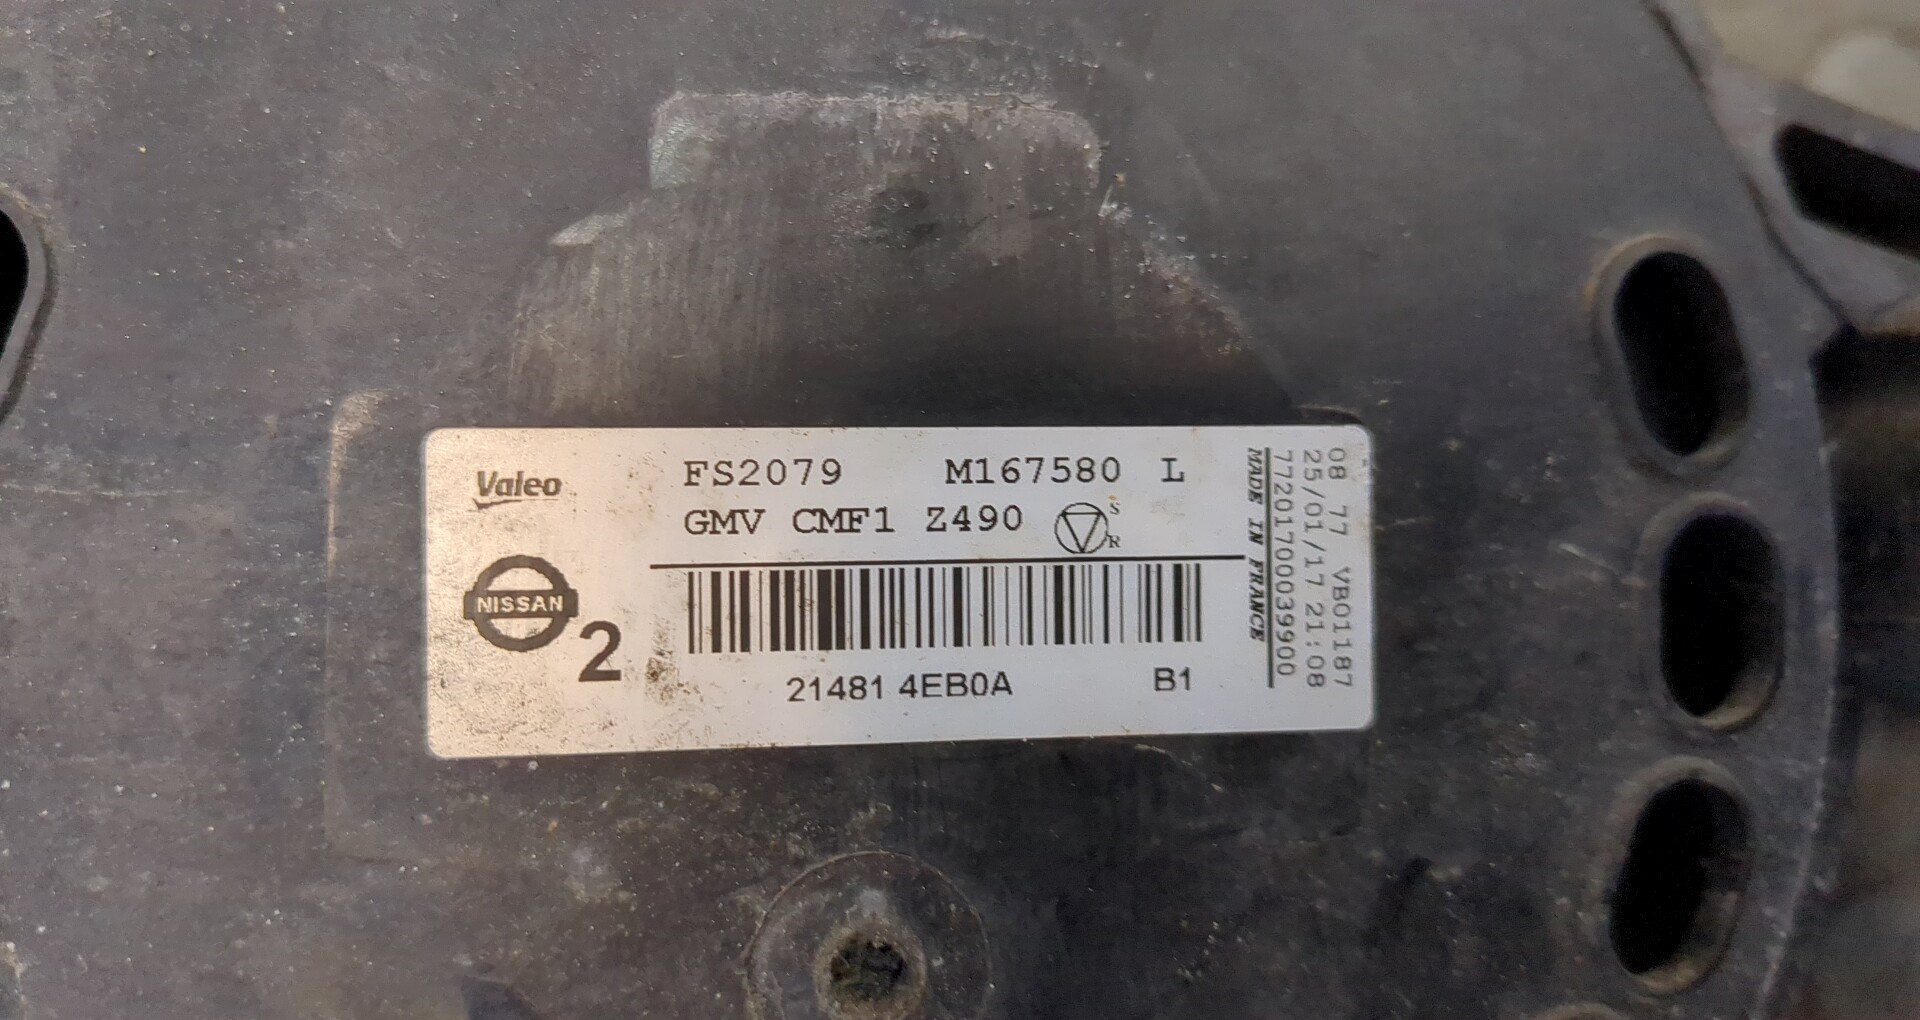 Valeo
FS2079 M167580 L
GMV CMF1 Z490
S
R
NISSAN
2
21481 4EB0A B1
MADE IN FRANCE
77201700039900
25/01/17 21:08
08 77 VB01187